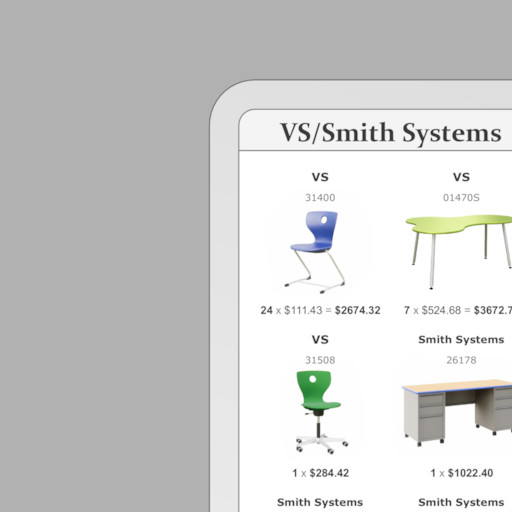 VS/Smith Systems
VS
31400
24 x $111.43 = $2674.32
VS
01470S
7 x $524.68 = $3672.7
VS
31508
1 x $284.42
Smith Systems
26178
1 x $1022.40
Smith Systems
Smith Systems